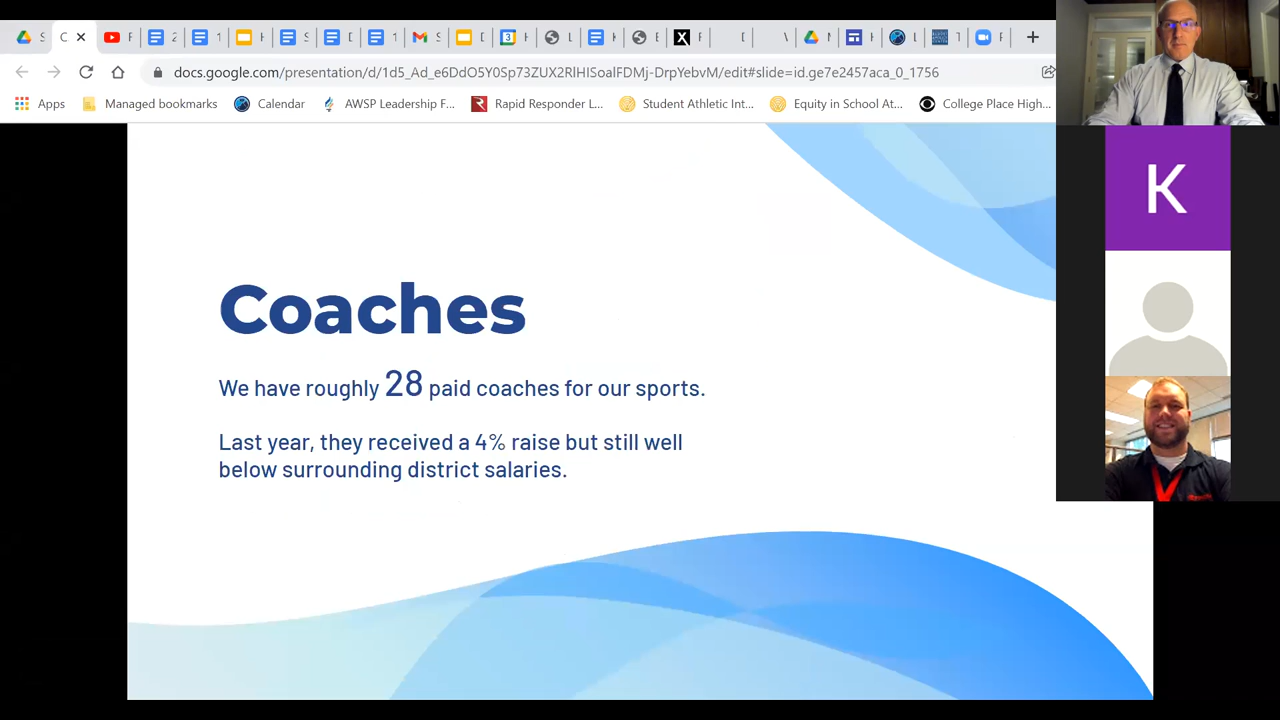 docs.google.com/presentation/d/1d5_Ad_e6DdO5Y0Sp73ZUX2RlHISoalFDMj-DrpYebvM/edit#slide=id.ge7e2457aca_0_1756
Apps Managed bookmarks Calendar AWSP Leadership F... Rapid Responder L... Student Athletic Int... Equity in School At... College Place High...
K
Coaches
We have roughly 28 paid coaches for our sports.
Last year, they received a 4% raise but still well
below surrounding district salaries.